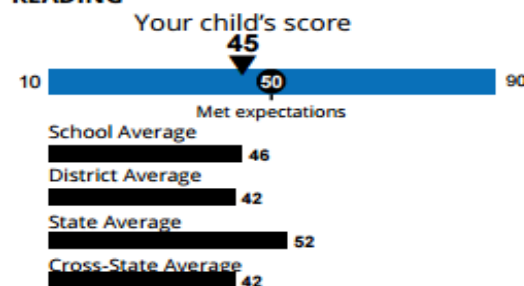 READING
Your child's score
45
10 50 90
Met expectations
School Average
46
District Average
42
State Average
52
Cross-State Average
42